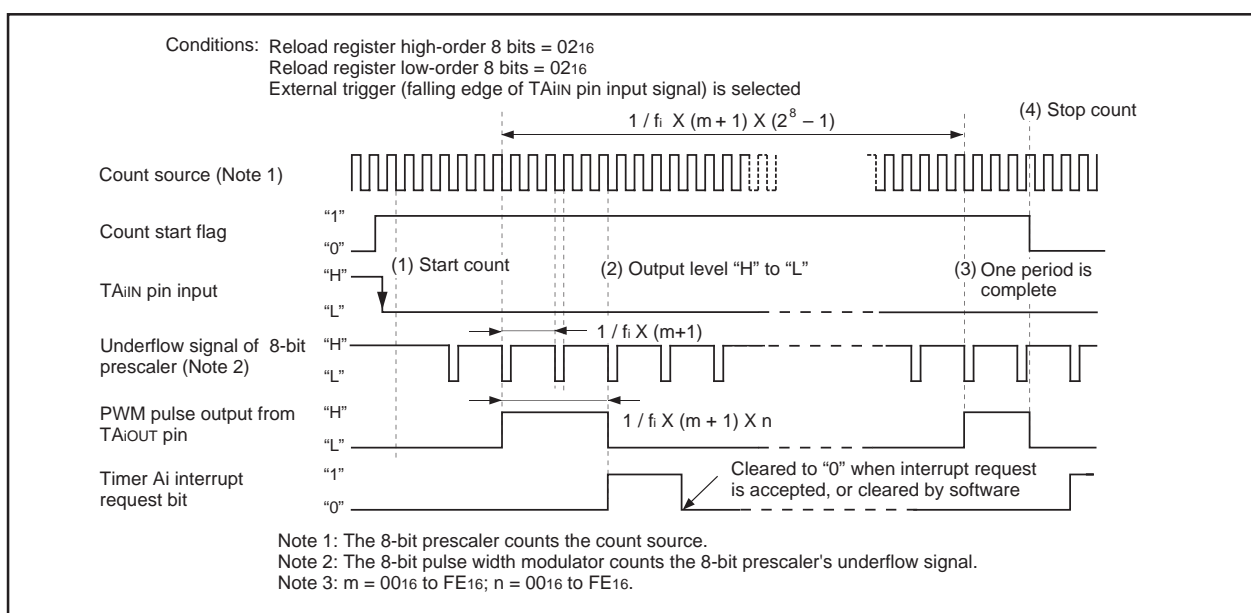 Conditions: Reload register high-order 8 bits = 0216
Reload register low-order 8 bits = 0216
External trigger (falling edge of TAiIN pin input signal) is selected
(4) Stop count
1 / fi X (m + 1) X (2⁸ – 1)
Count source (Note 1)
Count start flag
“1”
“0”
(1) Start count
(2) Output level “H” to “L”
(3) One period is
complete
TAiIN pin input
“H”
“L”
1 / fi X (m+1)
Underflow signal of 8-bit
prescaler (Note 2)
“H”
“L”
PWM pulse output from
TAiOUT pin
“H”
“L”
1 / fi X (m + 1) X n
Timer Ai interrupt
request bit
“1”
“0”
Cleared to “0” when interrupt request
is accepted, or cleared by software
Note 1: The 8-bit prescaler counts the count source.
Note 2: The 8-bit pulse width modulator counts the 8-bit prescaler's underflow signal.
Note 3: m = 0016 to FE16; n = 0016 to FE16.